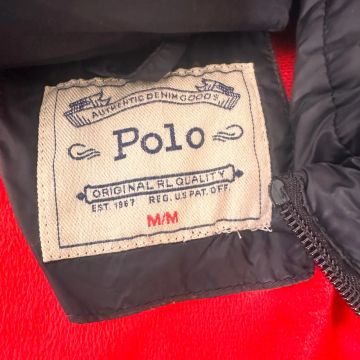 AUTHENTIC DENIM GOODS
Polo
ORIGINAL RL QUALITY
EST. 1967 REG. U.S. PAT. OFF.
M/M